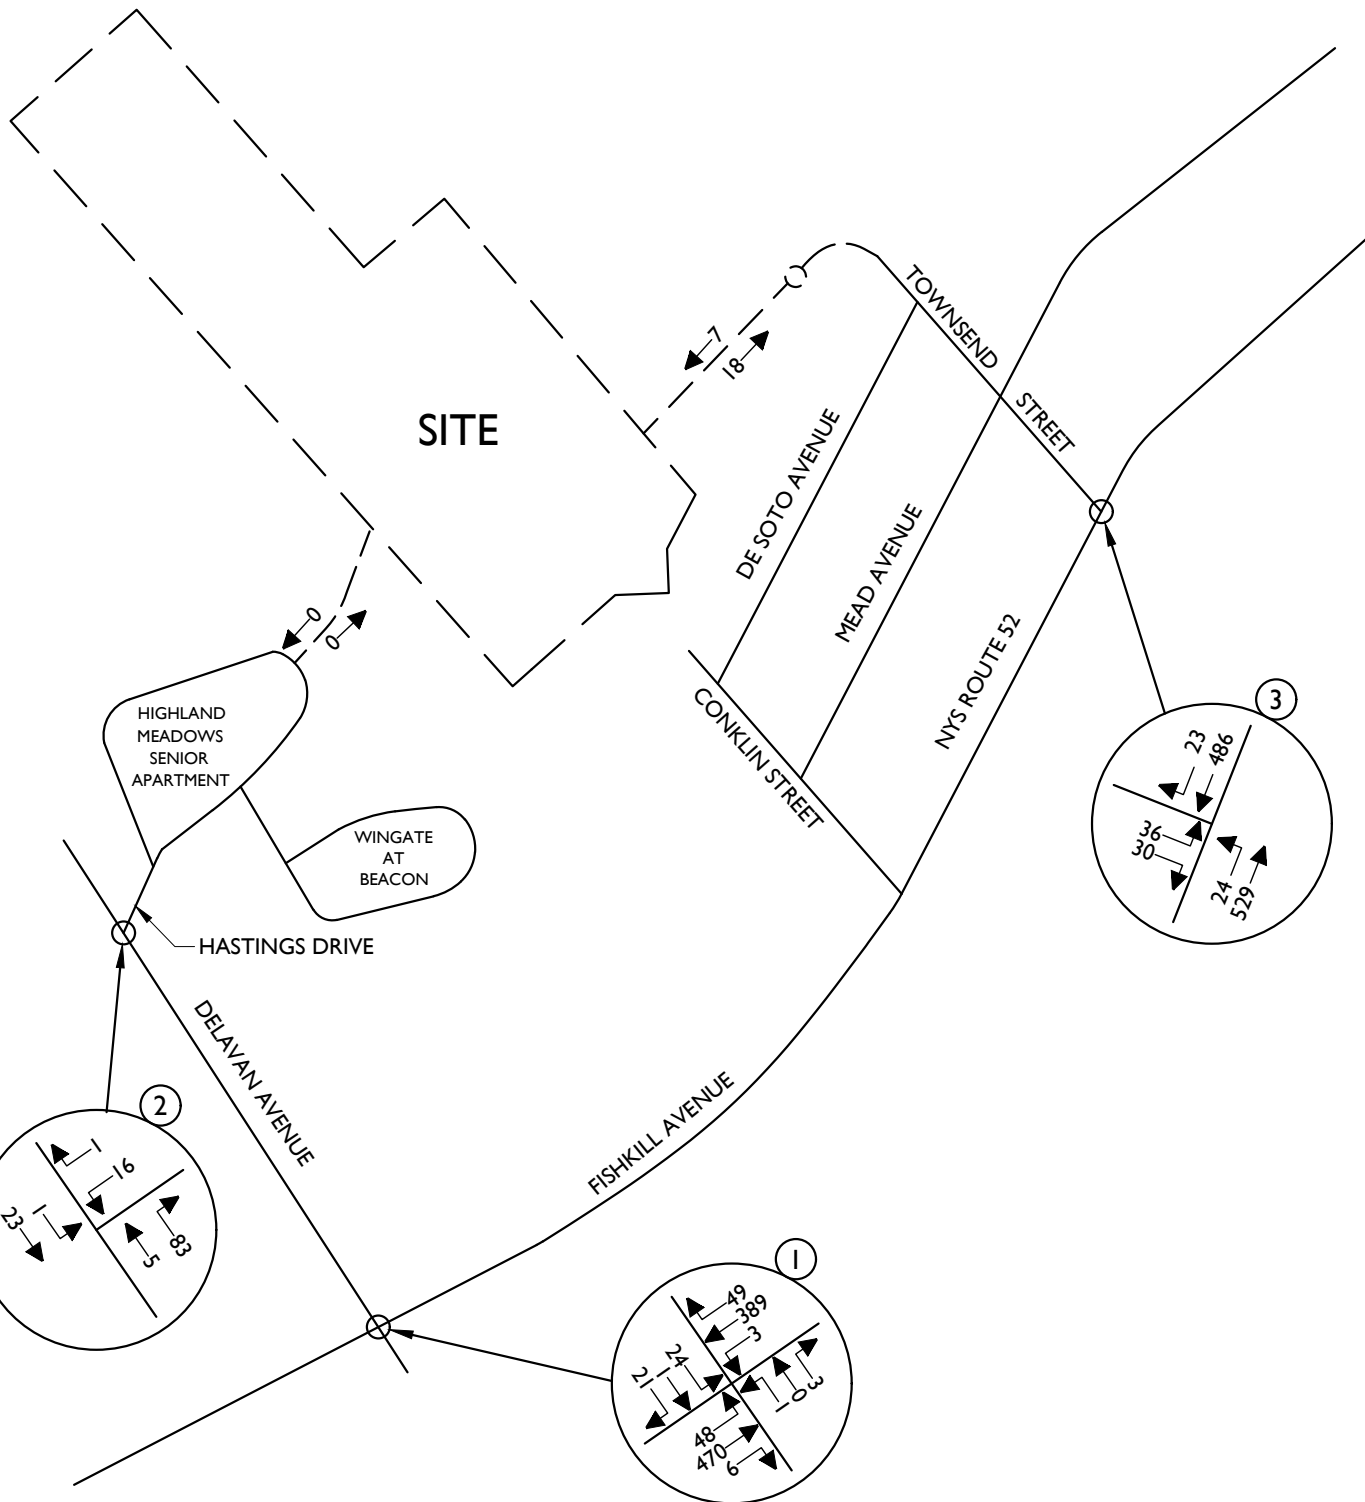 SITE
7
18
TOWNSEND STREET
DE SOTO AVENUE
MEAD AVENUE
NYS ROUTE 52
CONKLIN STREET
0
0
HIGHLAND
MEADOWS
SENIOR
APARTMENT
WINGATE
AT
BEACON
HASTINGS DRIVE
DELAVAN AVENUE
FISHKILL AVENUE
3
23
486
36
30
24
529
2
1
16
1
23
5
83
1
49
389
3
24
1
21
3
0
1
48
470
6